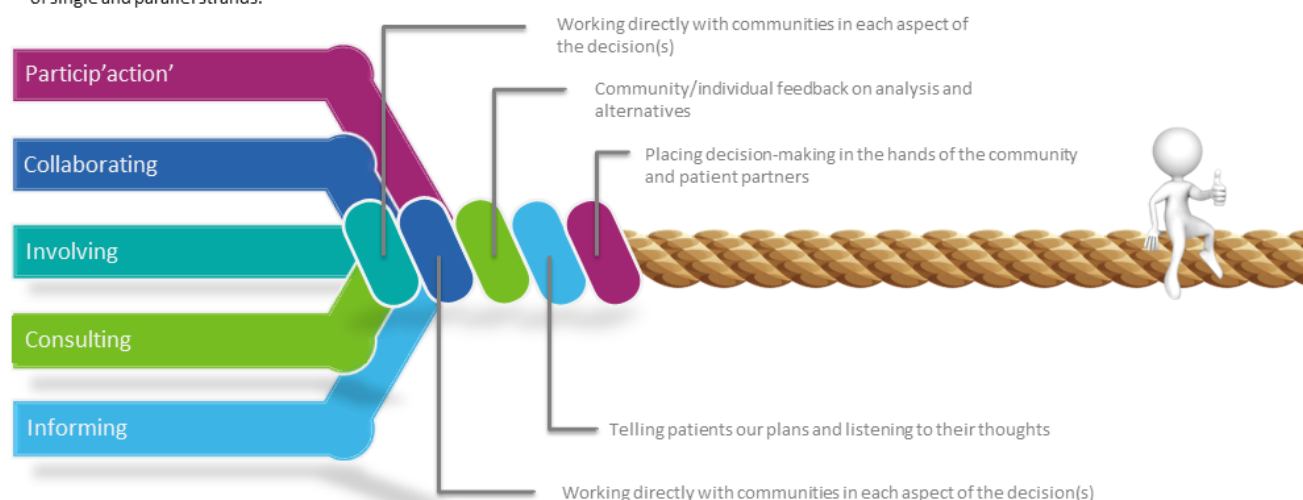 of single and parallel strands.
Working directly with communities in each aspect of
the decision(s)
Particip'action'
Community/individual feedback on analysis and
alternatives
Collaborating
Placing decision-making in the hands of the community
and patient partners
Involving
Consulting
Informing
Telling patients our plans and listening to their thoughts
Working directly with communities in each aspect of the decision(s)